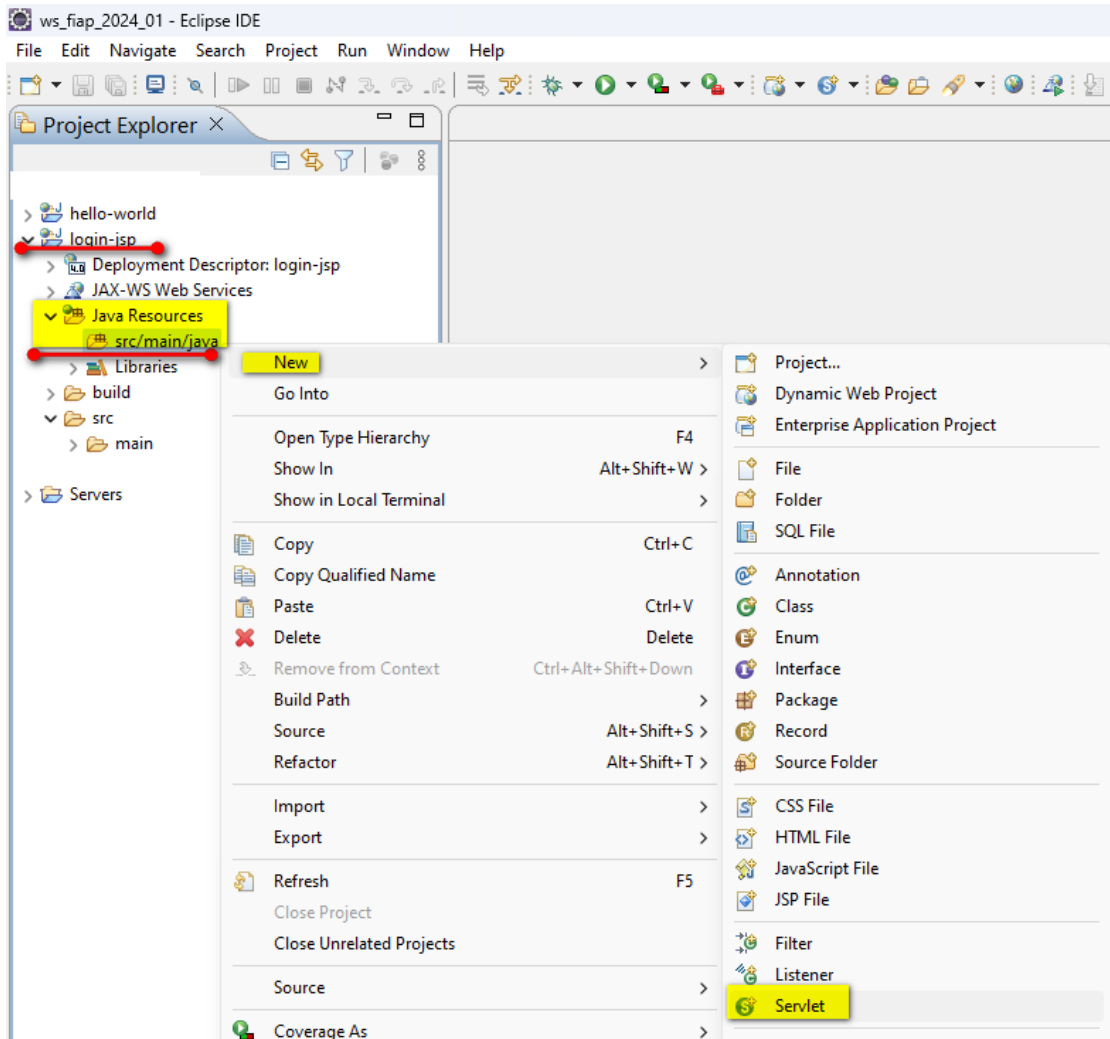 ws_fiap_2024_01 - Eclipse IDE
File Edit Navigate Search Project Run Window Help
Project Explorer
hello-world
login-jsp
Deployment Descriptor: login-jsp
JAX-WS Web Services
Java Resources
src/main/java
Libraries
build
src
main
Servers
New
Go Into
Open Type Hierarchy F4
Show In Alt+Shift+W >
Show in Local Terminal
Copy Ctrl+C
Copy Qualified Name
Paste Ctrl+V
Delete Delete
Remove from Context Ctrl+Alt+Shift+Down
Build Path
Source Alt+Shift+S >
Refactor Alt+Shift+T >
Import
Export
Refresh F5
Close Project
Close Unrelated Projects
Source
Coverage As
Project...
Dynamic Web Project
Enterprise Application Project
File
Folder
SQL File
Annotation
Class
Enum
Interface
Package
Record
Source Folder
CSS File
HTML File
JavaScript File
JSP File
Filter
Listener
Servlet